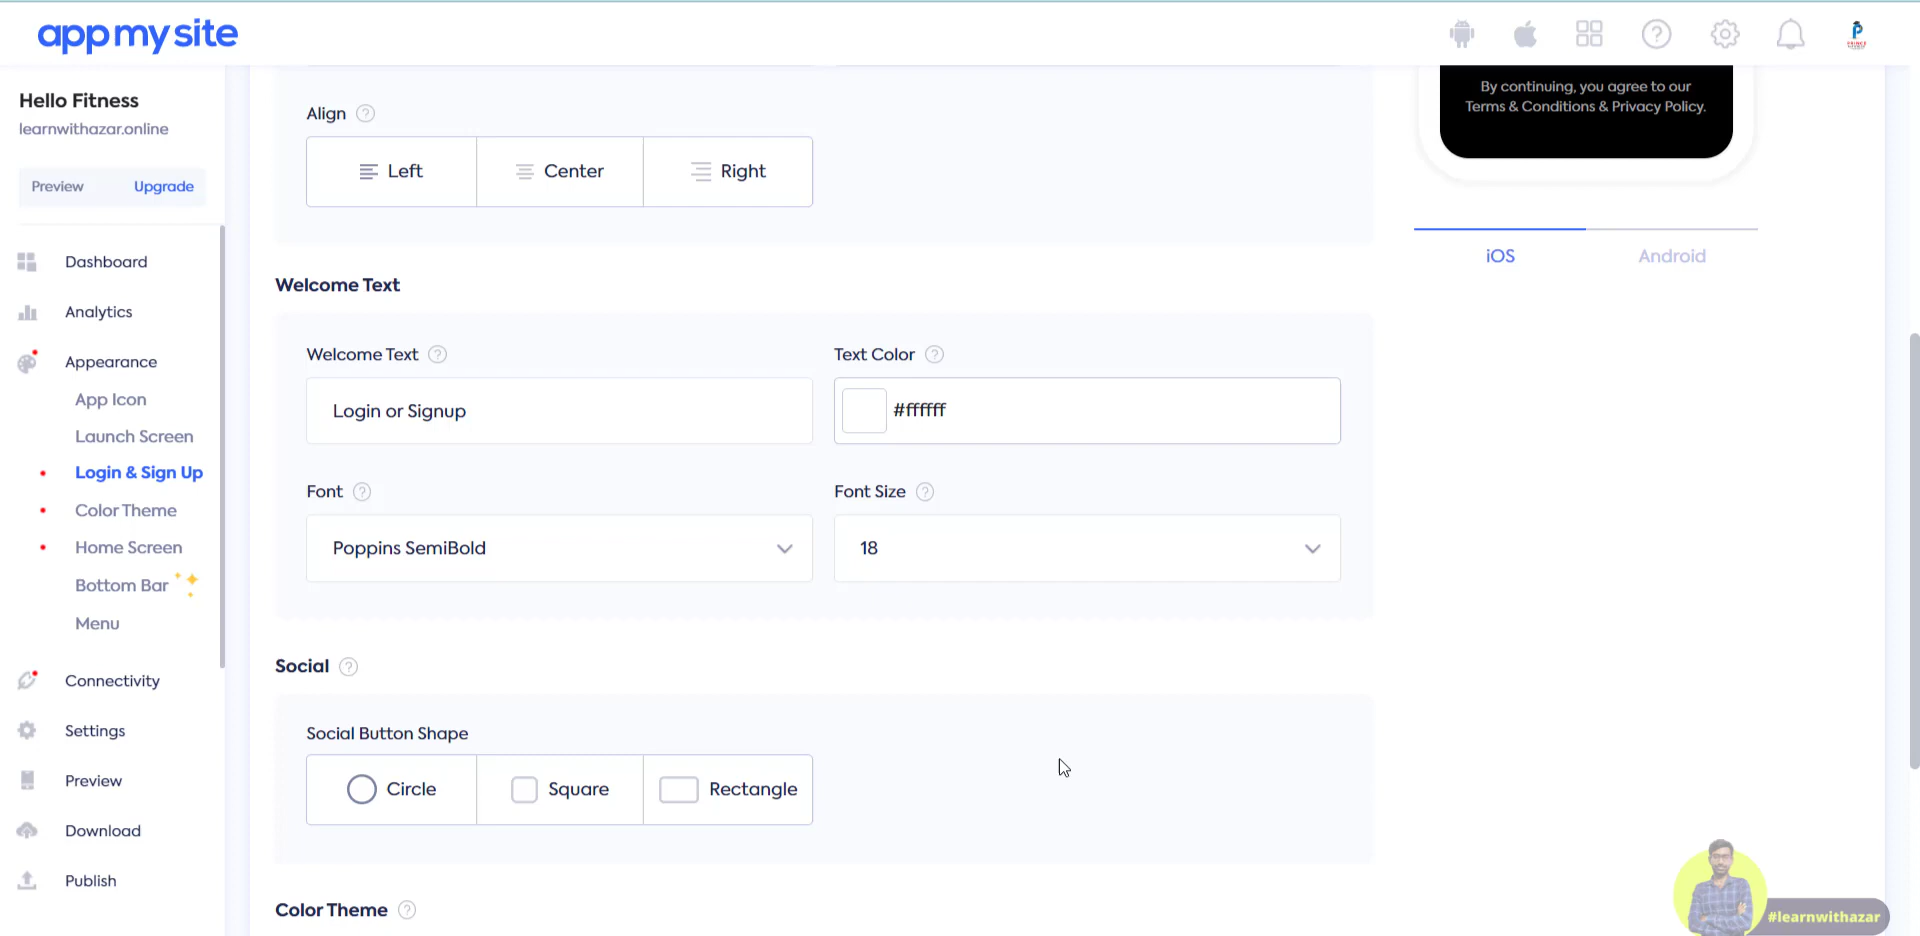 appmysite
P
PRINCE
Hello Fitness
learnwithazar.online
Preview
Upgrade
Dashboard
Analytics
Appearance
App Icon
Launch Screen
Login & Sign Up
Color Theme
Home Screen
Bottom Bar
Menu
Connectivity
Settings
Preview
Download
Publish
Align ?
Left
Center
Right
Welcome Text
Welcome Text ?
Login or Signup
Text Color ?
#ffffff
Font ?
Poppins SemiBold
Font Size ?
18
Social ?
Social Button Shape
Circle
Square
Rectangle
Color Theme ?
By continuing, you agree to our
Terms & Conditions & Privacy Policy.
iOS
Android
#learnwithazar